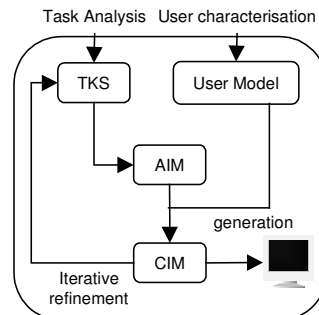 Task Analysis User characterisation
TKS
User Model
AIM
generation
CIM
Iterative
refinement